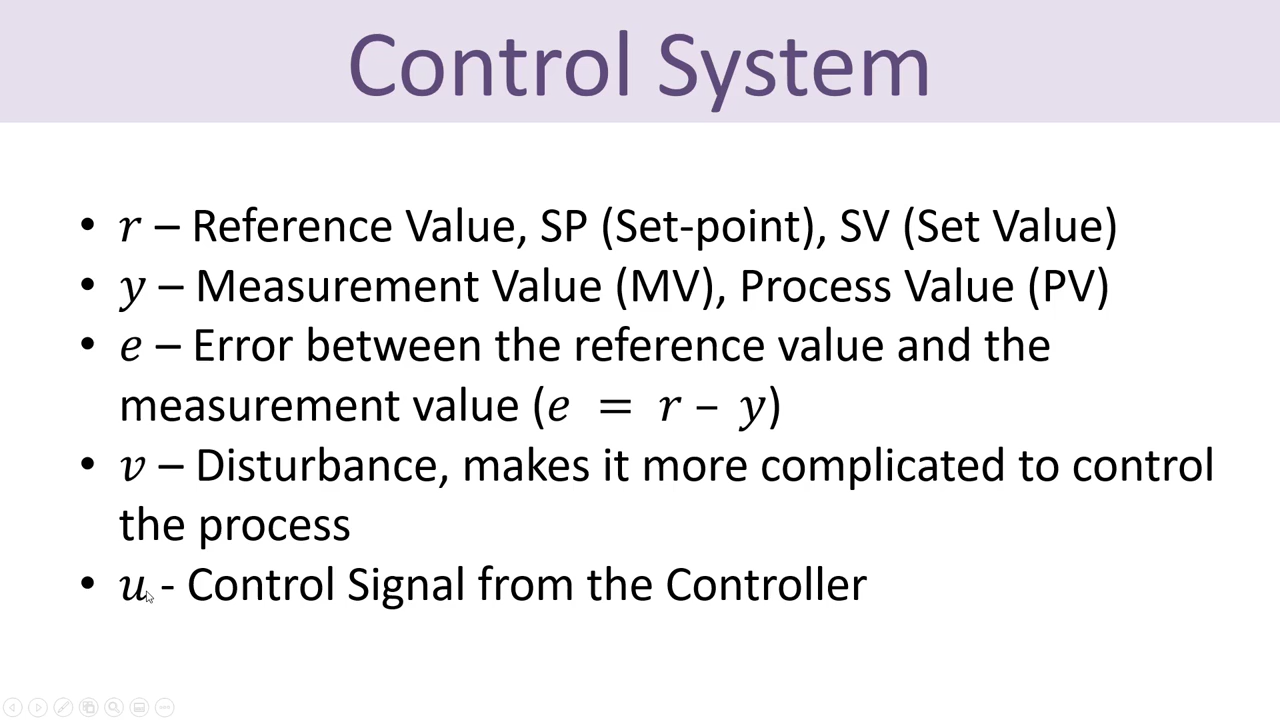 Control System
• r – Reference Value, SP (Set-point), SV (Set Value)
• y – Measurement Value (MV), Process Value (PV)
• e – Error between the reference value and the
measurement value (e = r – y)
• v – Disturbance, makes it more complicated to control
the process
• u - Control Signal from the Controller